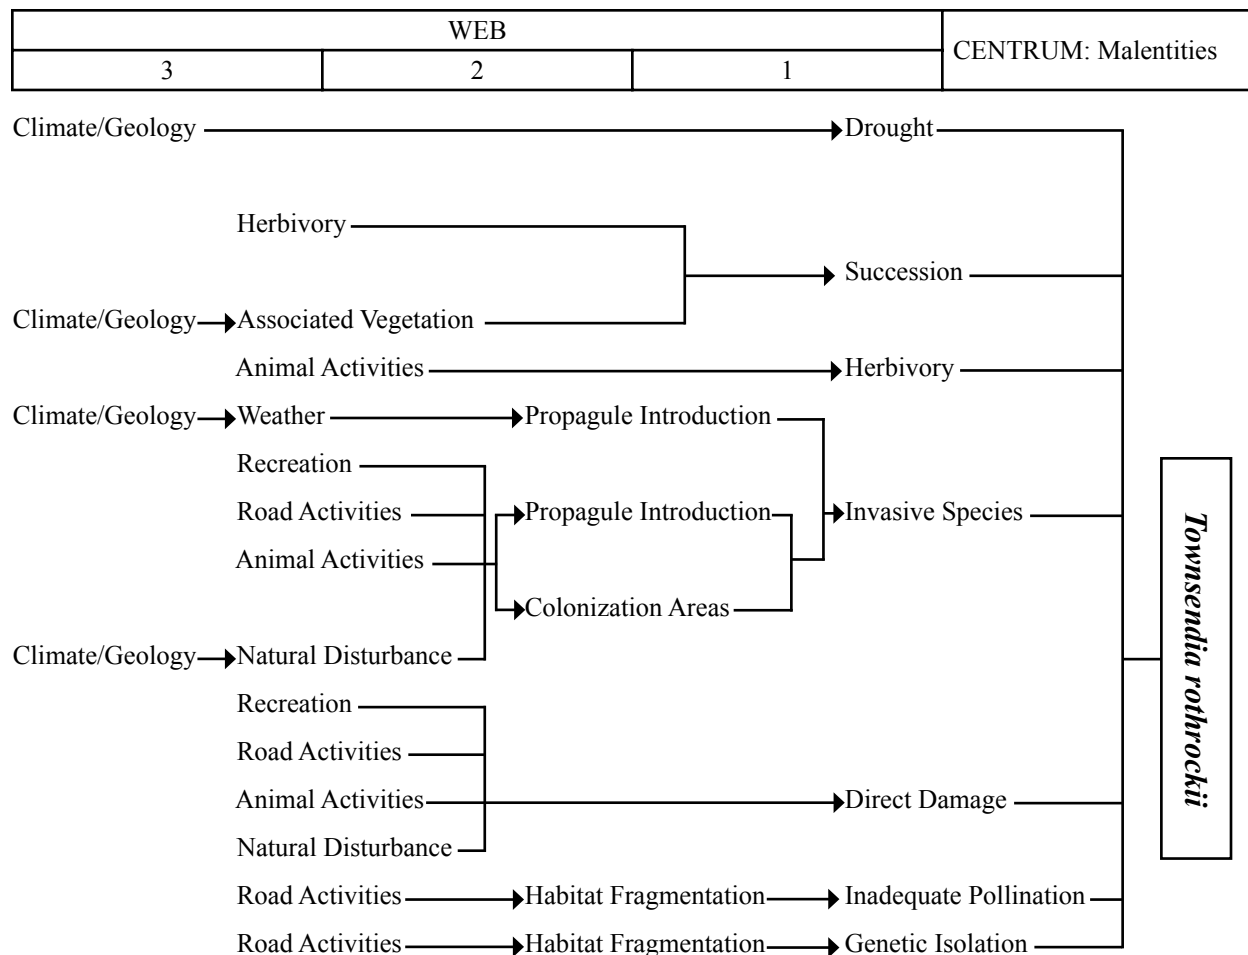 WEB
CENTRUM: Malentities
3 2 1
Climate/Geology Drought
Herbivory
Succession
Climate/Geology Associated Vegetation
Animal Activities Herbivory
Climate/Geology Weather Propagule Introduction
Recreation
Road Activities Propagule Introduction Invasive Species
Animal Activities
Colonization Areas
Climate/Geology Natural Disturbance
Recreation
Road Activities
Animal Activities Direct Damage
Natural Disturbance
Road Activities Habitat Fragmentation Inadequate Pollination
Road Activities Habitat Fragmentation Genetic Isolation
Townsendia rothrockii